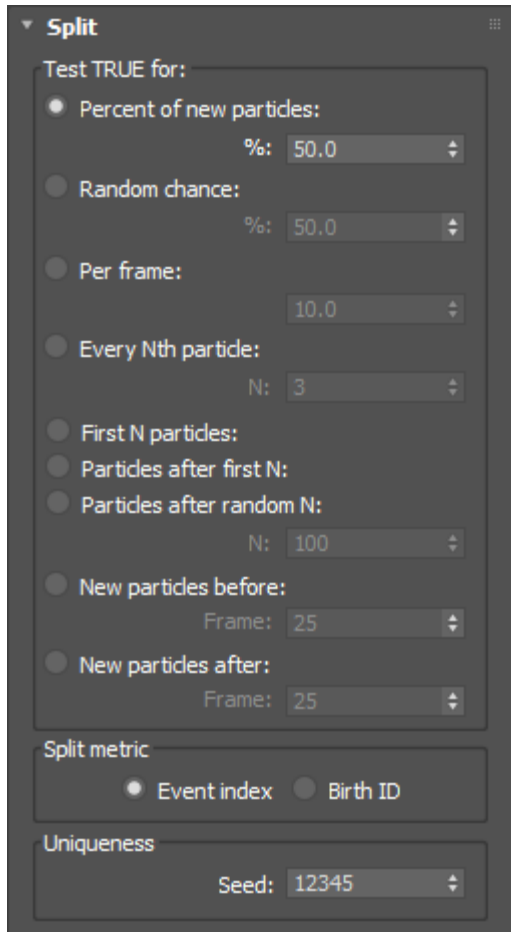 Split
Test TRUE for:
Percent of new particles:
%: 50.0
Random chance:
%: 50.0
Per frame:
10.0
Every Nth particle:
N: 3
First N particles:
Particles after first N:
Particles after random N:
N: 100
New particles before:
Frame: 25
New particles after:
Frame: 25
Split metric
Event index Birth ID
Uniqueness
Seed: 12345